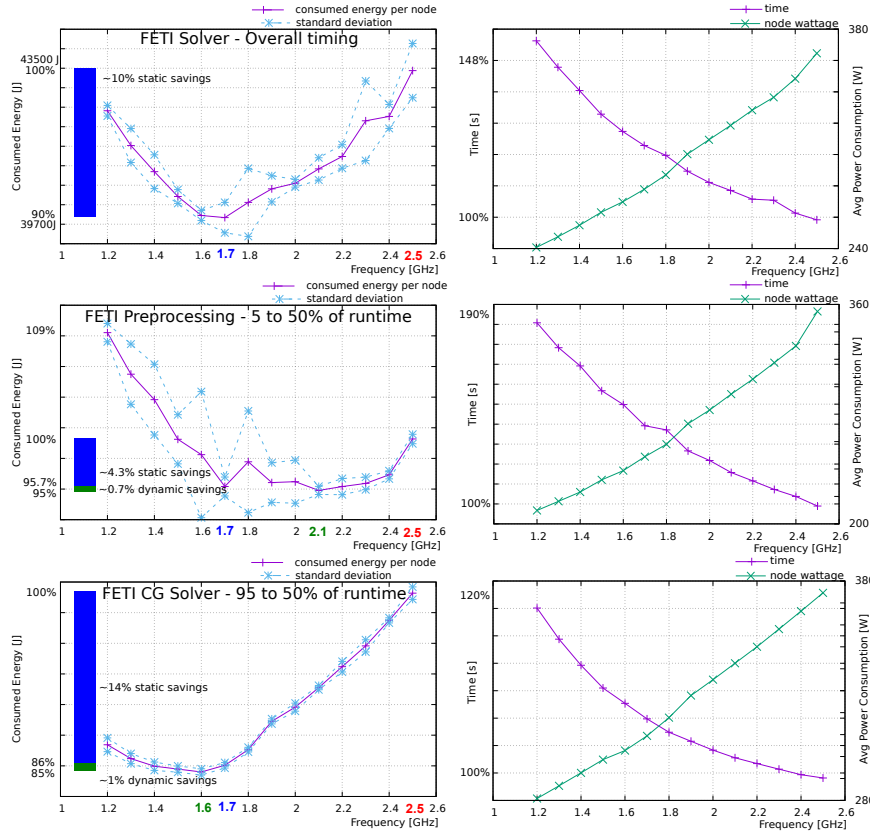 consumed energy per node
standard deviation
FETI Solver - Overall timing
43500 J
100%
~10% static savings
90%
39700J
Consumed Energy [J]
1 1.2 1.4 1.6 1.7 1.8 2 2.2 2.4 2.5 2.6
Frequency [GHz]
time
node wattage
148%
100%
Time [s]
380
240
Avg Power Consumption [W]
1 1.2 1.4 1.6 1.8 2 2.2 2.4 2.6
Frequency [GHz]
consumed energy per node
standard deviation
FETI Preprocessing - 5 to 50% of runtime
109%
100%
~4.3% static savings
95.7%
95%
~0.7% dynamic savings
Consumed Energy [J]
1 1.2 1.4 1.6 1.7 1.8 2 2.1 2.2 2.4 2.5 2.6
Frequency [GHz]
time
node wattage
190%
100%
Time [s]
360
200
Avg Power Consumption [W]
1 1.2 1.4 1.6 1.8 2 2.2 2.4 2.6
Frequency [GHz]
consumed energy per node
standard deviation
FETI CG Solver - 95 to 50% of runtime
100%
~14% static savings
86%
85%
~1% dynamic savings
Consumed Energy [J]
1 1.2 1.4 1.6 1.7 1.8 2 2.2 2.4 2.5 2.6
Frequency [GHz]
time
node wattage
120%
100%
Time [s]
380
280
Avg Power Consumption [W]
1 1.2 1.4 1.6 1.8 2 2.2 2.4 2.6
Frequency [GHz]